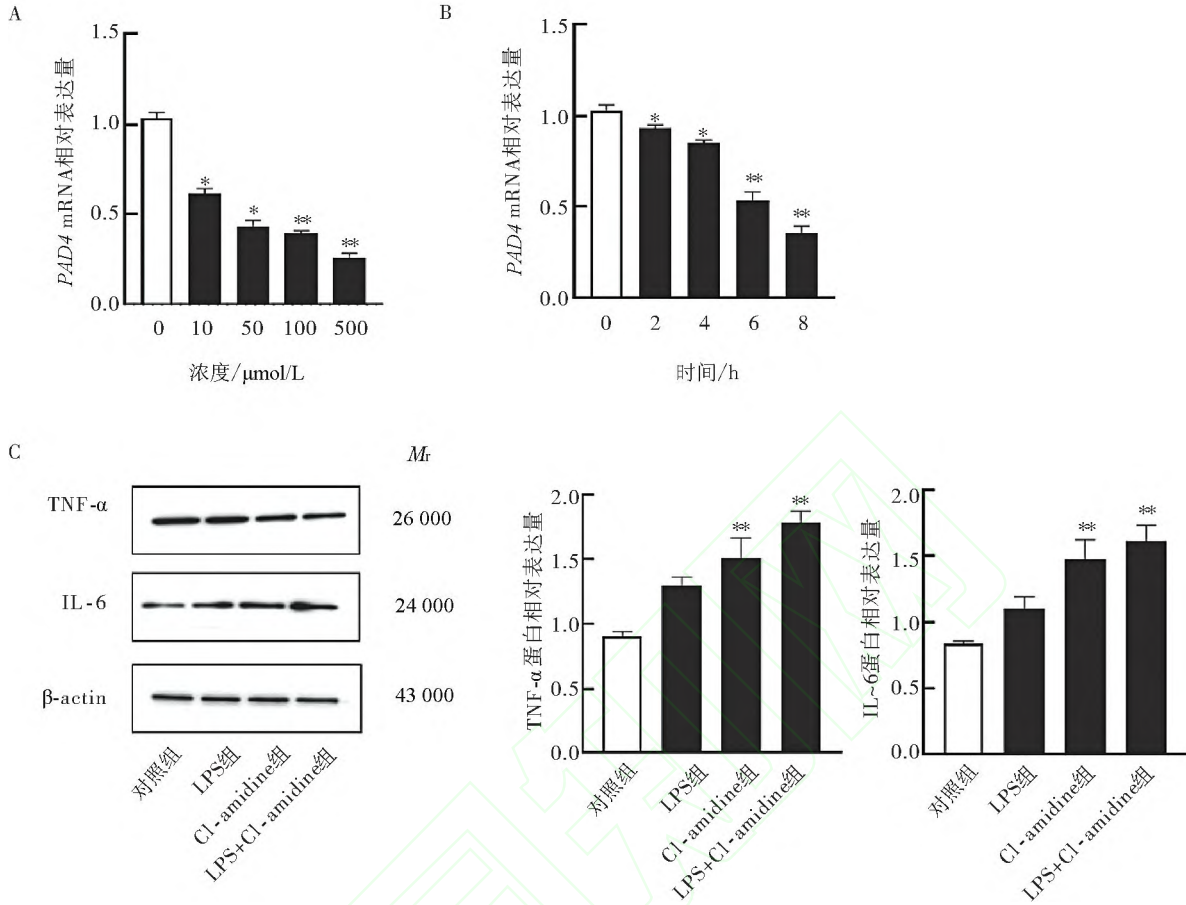 A
PAD4 mRNA相对表达量
1.5
1.0
0.5
0.0
*
*
**
**
0 10 50 100 500
浓度/μmol/L
B
PAD4 mRNA相对表达量
1.5
1.0
0.5
0.0
*
*
**
**
0 2 4 6 8
时间/h
C
Mr
TNF-α
26 000
IL-6
24 000
β-actin
43 000
对照组
LPS组
Cl-amidine组
LPS+Cl-amidine组
TNF-α蛋白相对表达量
2.0
1.5
1.0
0.5
0.0
**
**
对照组
LPS组
Cl-amidine组
LPS+Cl-amidine组
IL~6蛋白相对表达量
2.0
1.5
1.0
0.5
0.0
**
**
对照组
LPS组
Cl-amidine组
LPS+Cl-amidine组